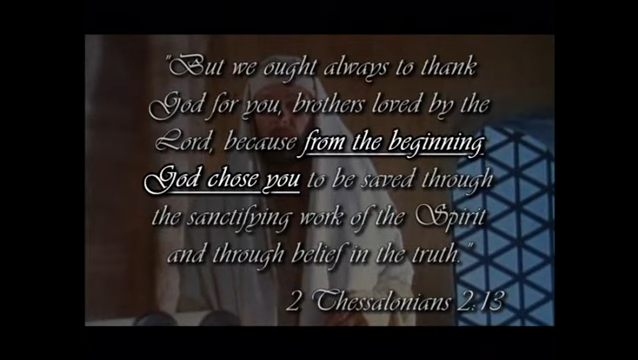 "But we ought always to thank
God for you, brothers loved by the
Lord, because from the beginning
God chose you to be saved through
the sanctifying work of the Spirit
and through belief in the truth."
2 Thessalonians 2:13